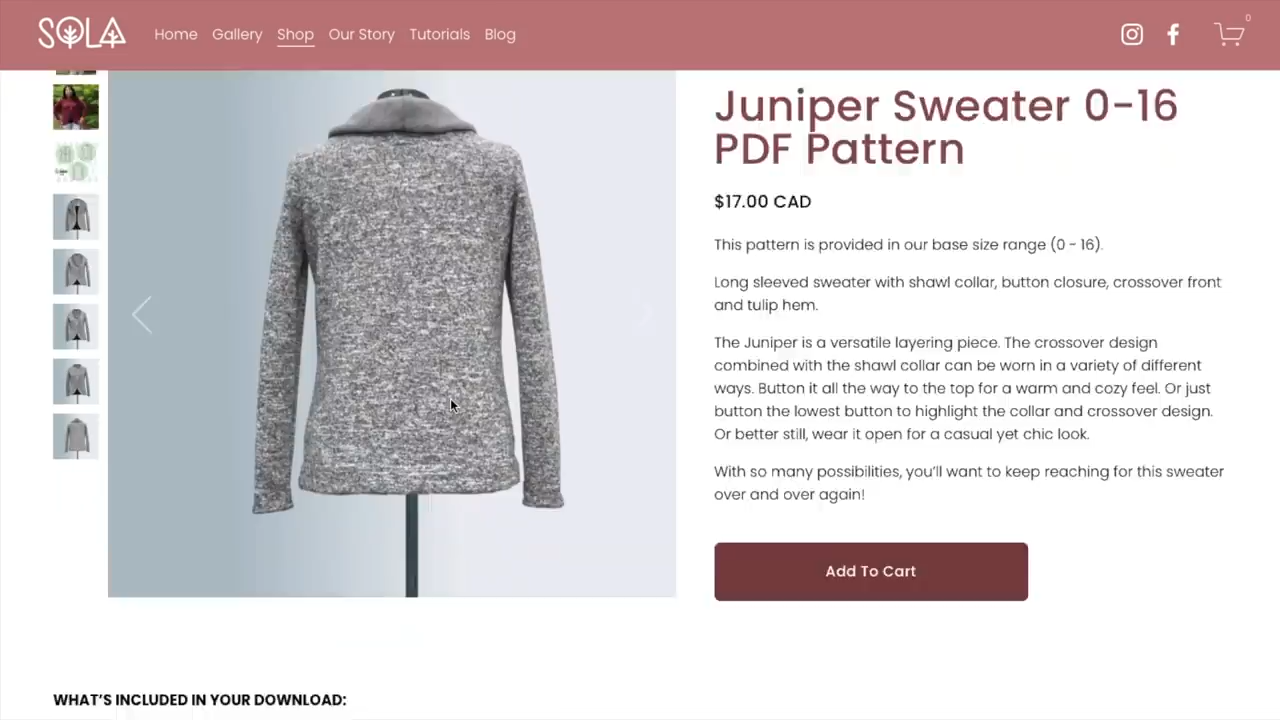 SOLA
Home Gallery Shop Our Story Tutorials Blog
0
Juniper Sweater 0-16
PDF Pattern
$17.00 CAD
This pattern is provided in our base size range (0 - 16).
Long sleeved sweater with shawl collar, button closure, crossover front
and tulip hem.
The Juniper is a versatile layering piece. The crossover design
combined with the shawl collar can be worn in a variety of different
ways. Button it all the way to the top for a warm and cozy feel. Or just
button the lowest button to highlight the collar and crossover design.
Or better still, wear it open for a casual yet chic look.
With so many possibilities, you'll want to keep reaching for this sweater
over and over again!
Add To Cart
WHAT'S INCLUDED IN YOUR DOWNLOAD: